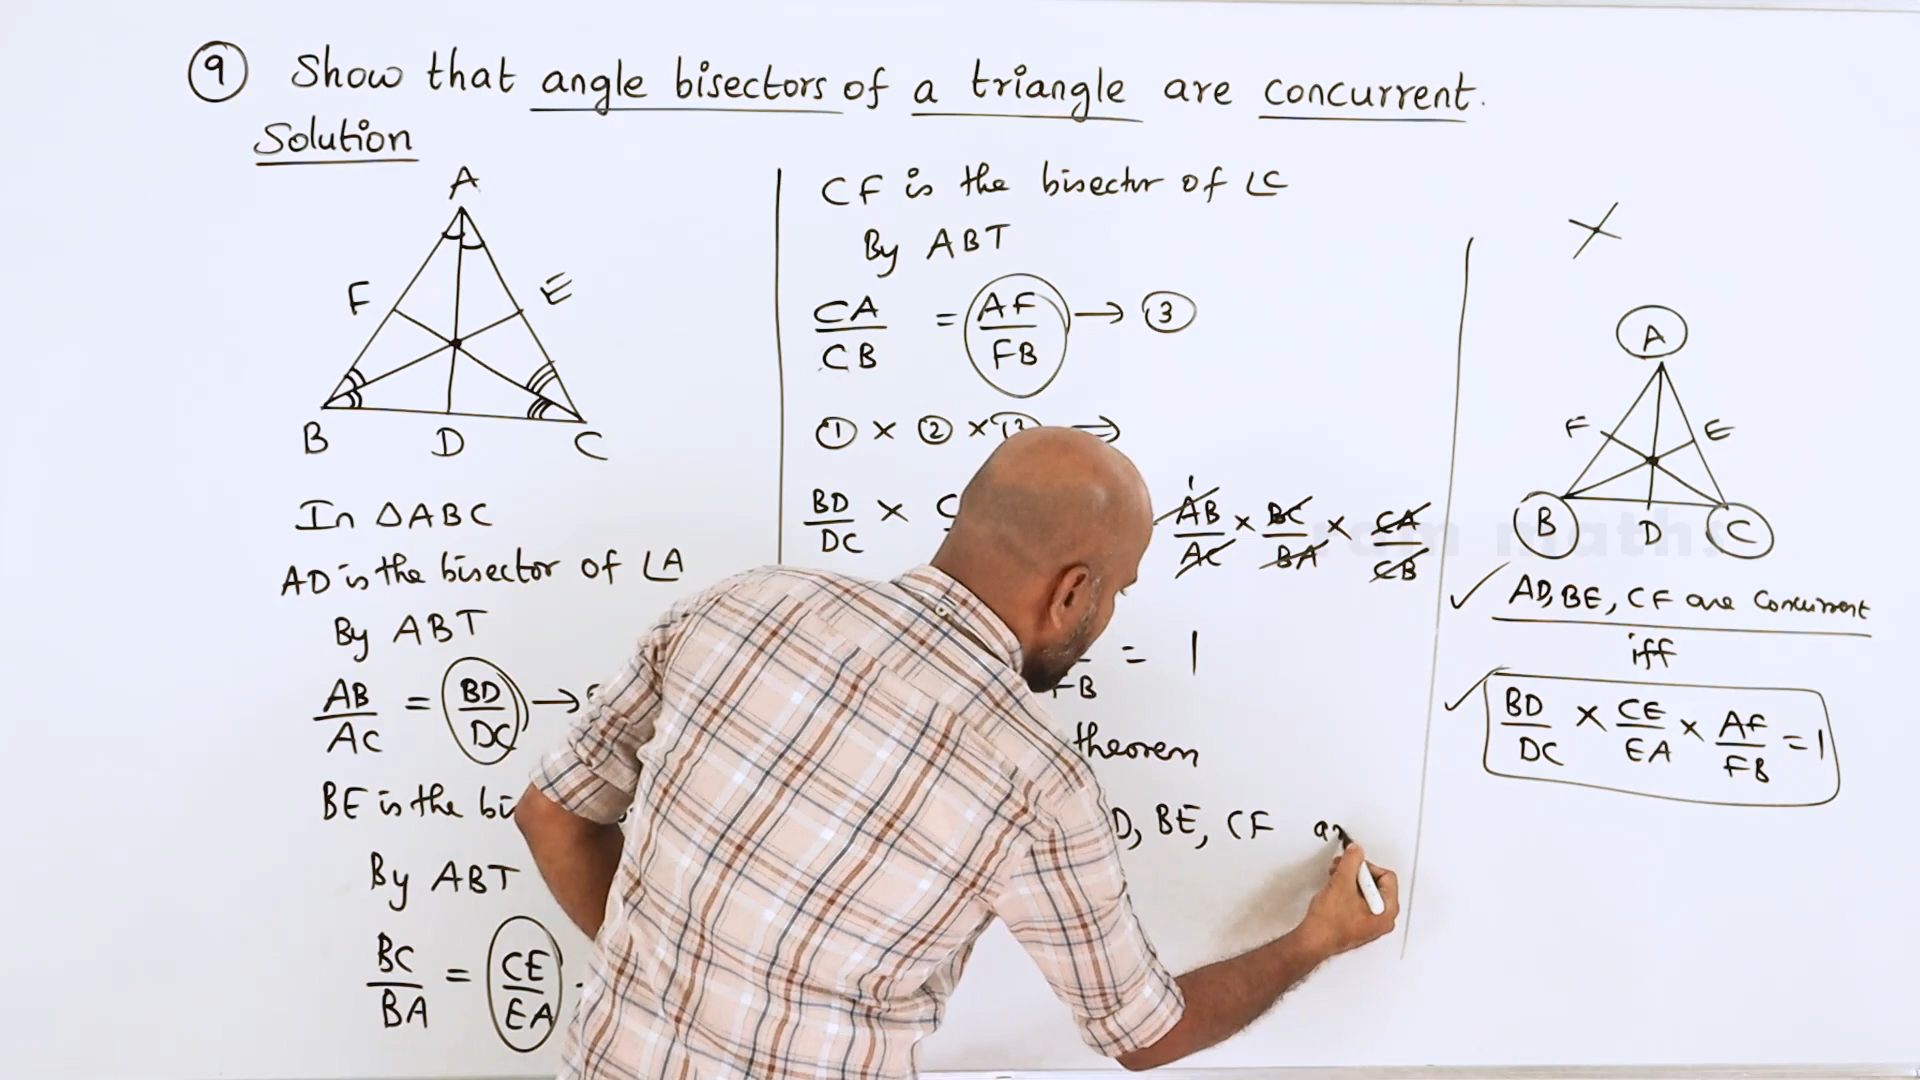 9 Show that angle bisectors of a triangle are concurrent.
Solution
A
F
E
B D C
In ΔABC
AD is the bisector of ∠A
By ABT
AB/AC = BD/DC →
BE is the
By ABT
BC/BA = CE/EA
CF is the bisector of ∠C
By ABT
CA/CB = AF/FB → 3
1 × 2 × ⇒
BD/DC × AB/AC × BC/BA × CA/CB
1
FB = 1
theorem
D, BE, CF
A
F E
B D C
AD, BE, CF are concurrent
iff
BD/DC × CE/EA × AF/FB = 1